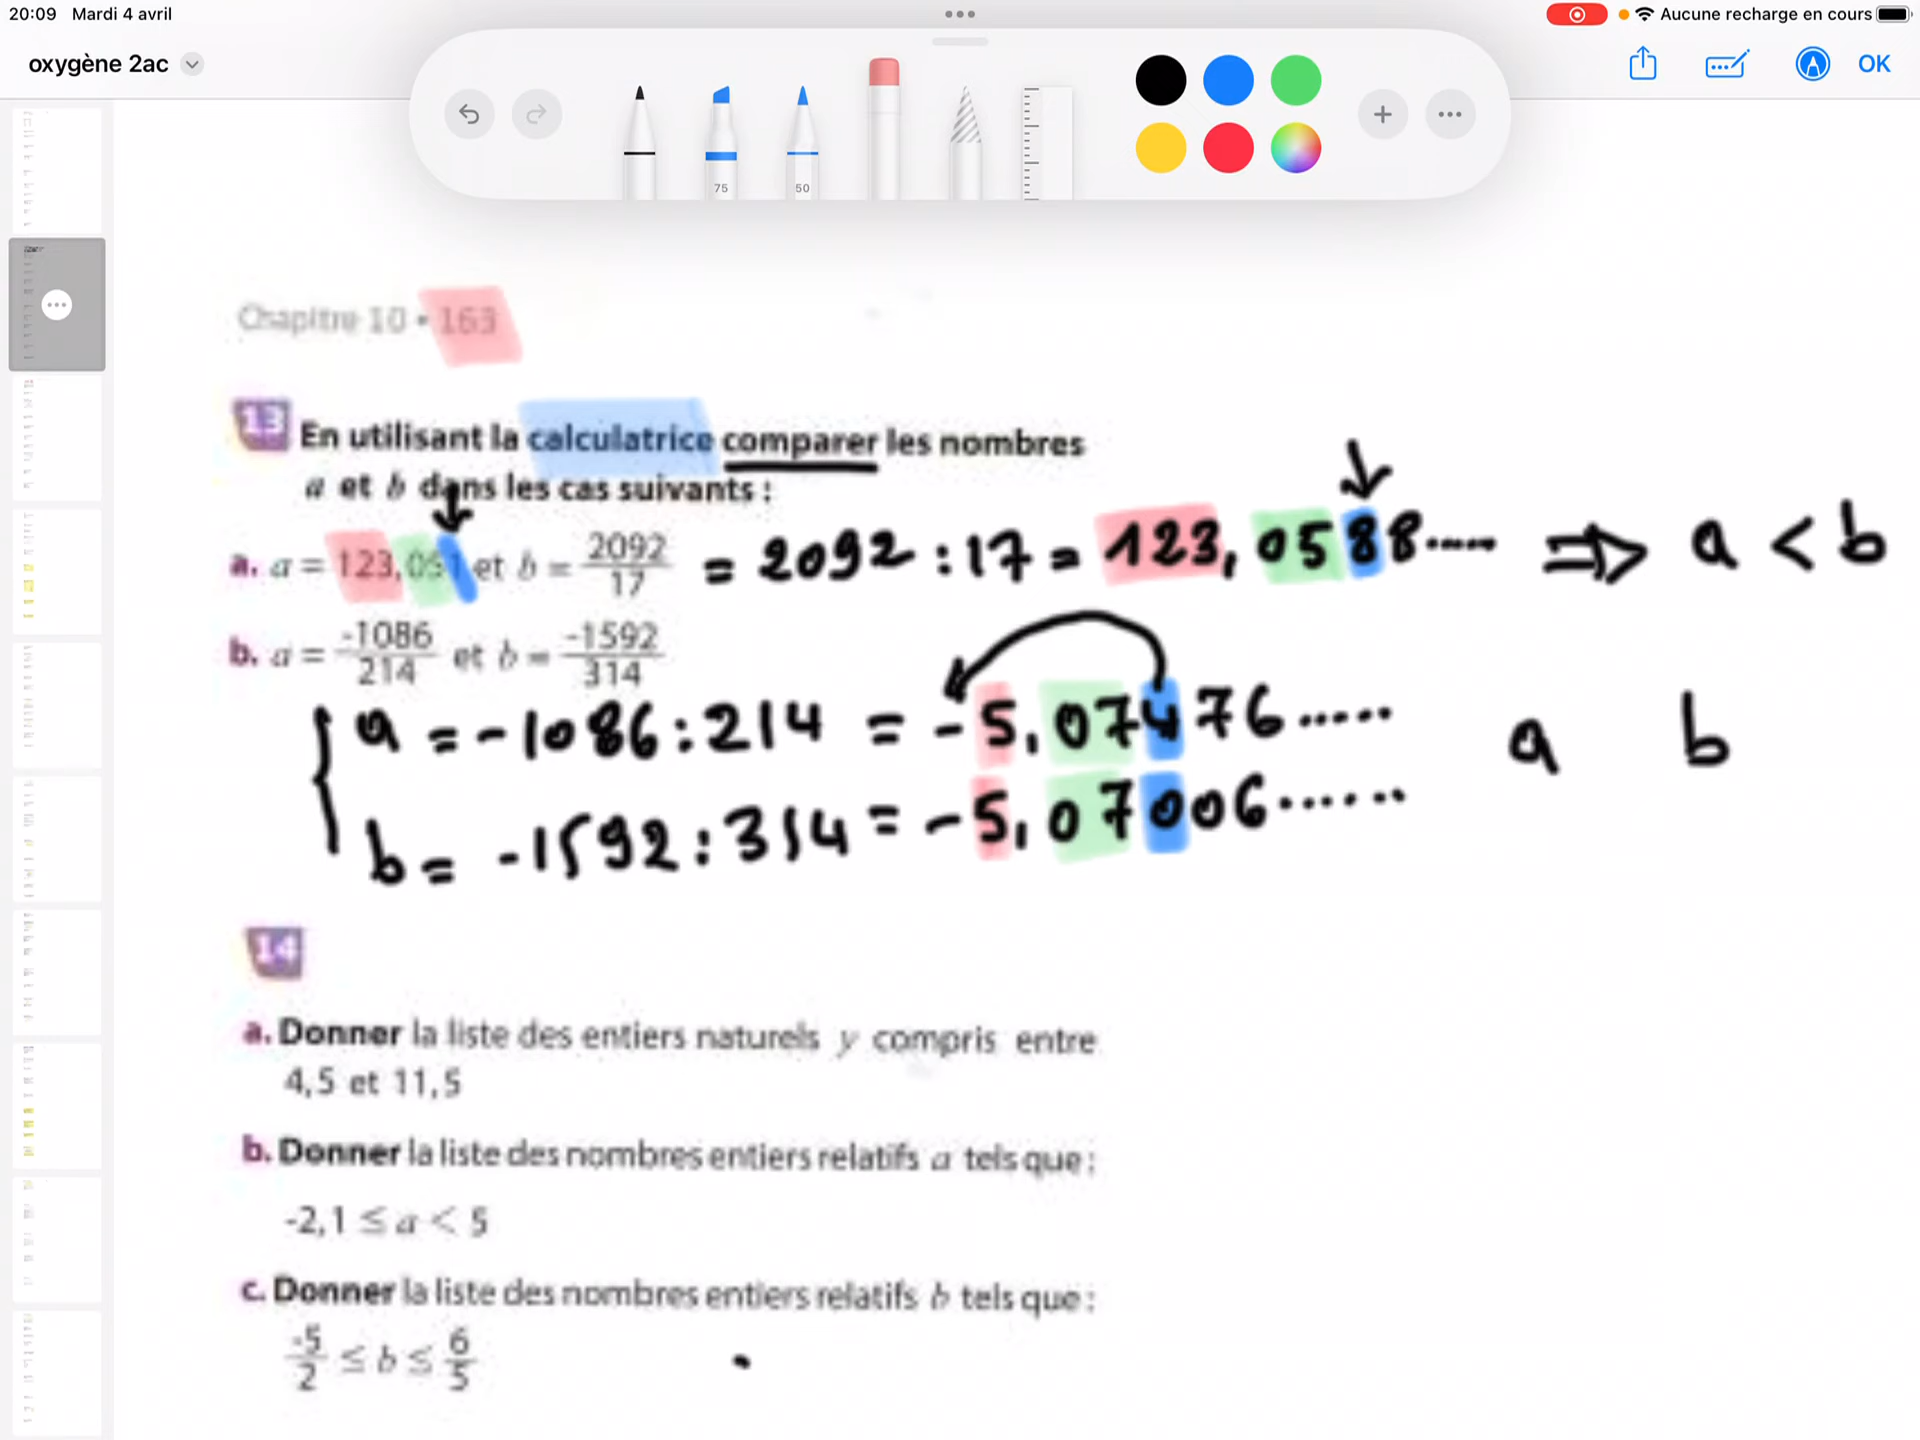 20:09 Mardi 4 avril
Aucune recharge en cours
oxygène 2ac
OK
75
50
Chapitre 10 • 163
13 En utilisant la calculatrice comparer les nombres
a et b dans les cas suivants :
a. a = 123,051 et b = 2092/17 = 2092 : 17 = 123,0588..... ⇒ a < b
b. a = -1086/214 et b = -1592/314
a = -1086 : 214 = -5,07476..... a b
b = -1592 : 314 = -5,07006......
14
a. Donner la liste des entiers naturels y compris entre
4,5 et 11,5
b. Donner la liste des nombres entiers relatifs a tels que :
-2,1 ≤ a < 5
c. Donner la liste des nombres entiers relatifs b tels que :
-5/2 ≤ b ≤ 6/5